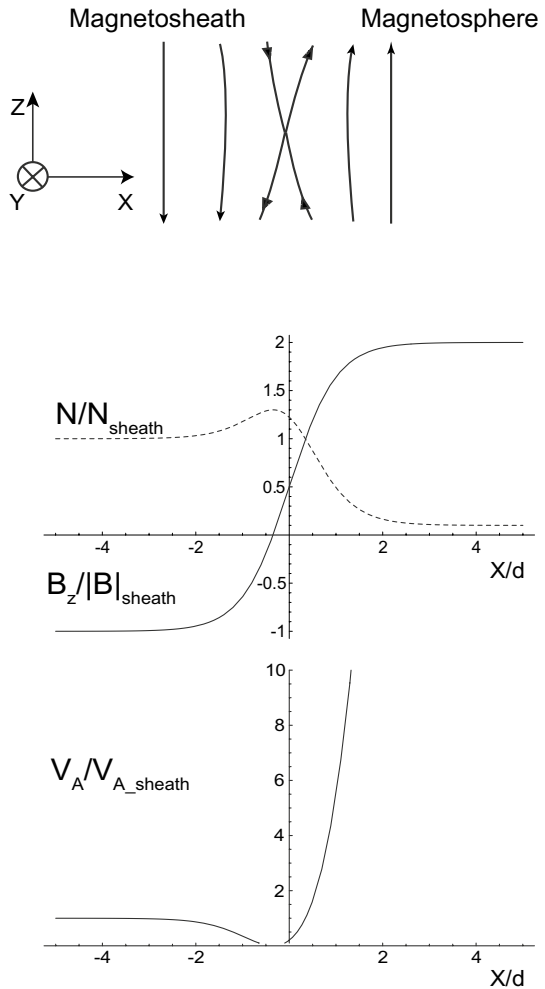 Magnetosheath Magnetosphere
Z
Y X
2
1.5
N/N_sheath
1
0.5
-4 -2 2 4
X/d
-0.5
B_z/|B|_sheath
-1
10
8
V_A/V_A_sheath
6
4
2
-4 -2 2 4
X/d